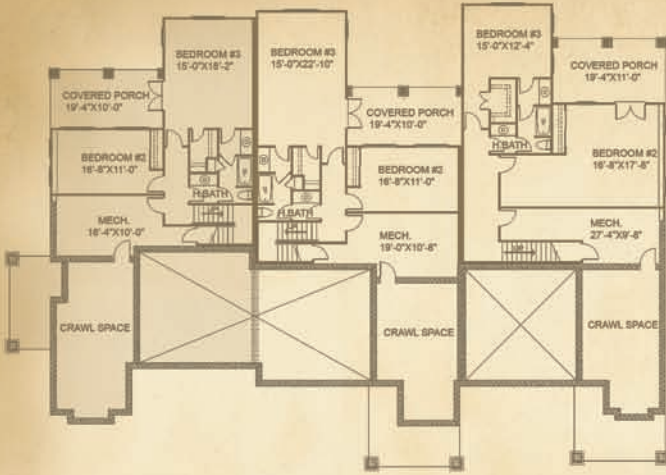 BEDROOM #3
15'-0"X18'-2"
COVERED PORCH
19'-4"X10'-0"
BEDROOM #2
16'-8"X11'-0"
H.BATH
MECH.
16'-4"X10'-0"
CRAWL SPACE
BEDROOM #3
15'-0"X22'-10"
COVERED PORCH
19'-4"X10'-0"
BEDROOM #2
16'-8"X11'-0"
H.BATH
MECH.
19'-0"X10'-8"
CRAWL SPACE
BEDROOM #3
15'-0"X12'-4"
COVERED PORCH
19'-4"X11'-0"
H.BATH
BEDROOM #2
16'-8"X17'-8"
MECH.
27'-4"X9'-8"
CRAWL SPACE